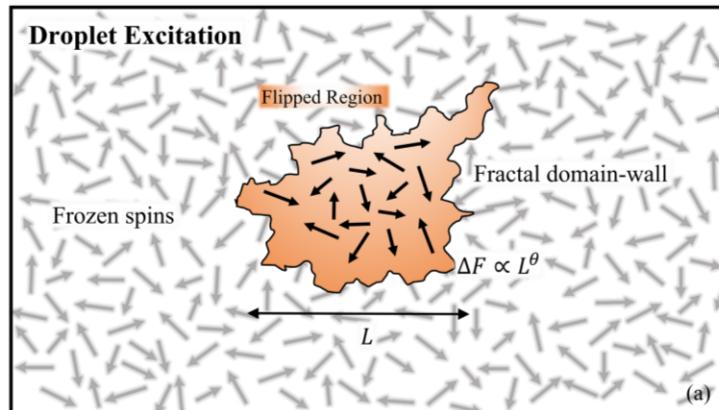 Droplet Excitation
Flipped Region
Fractal domain-wall
Frozen spins
ΔF ∝ L^θ
L
(a)